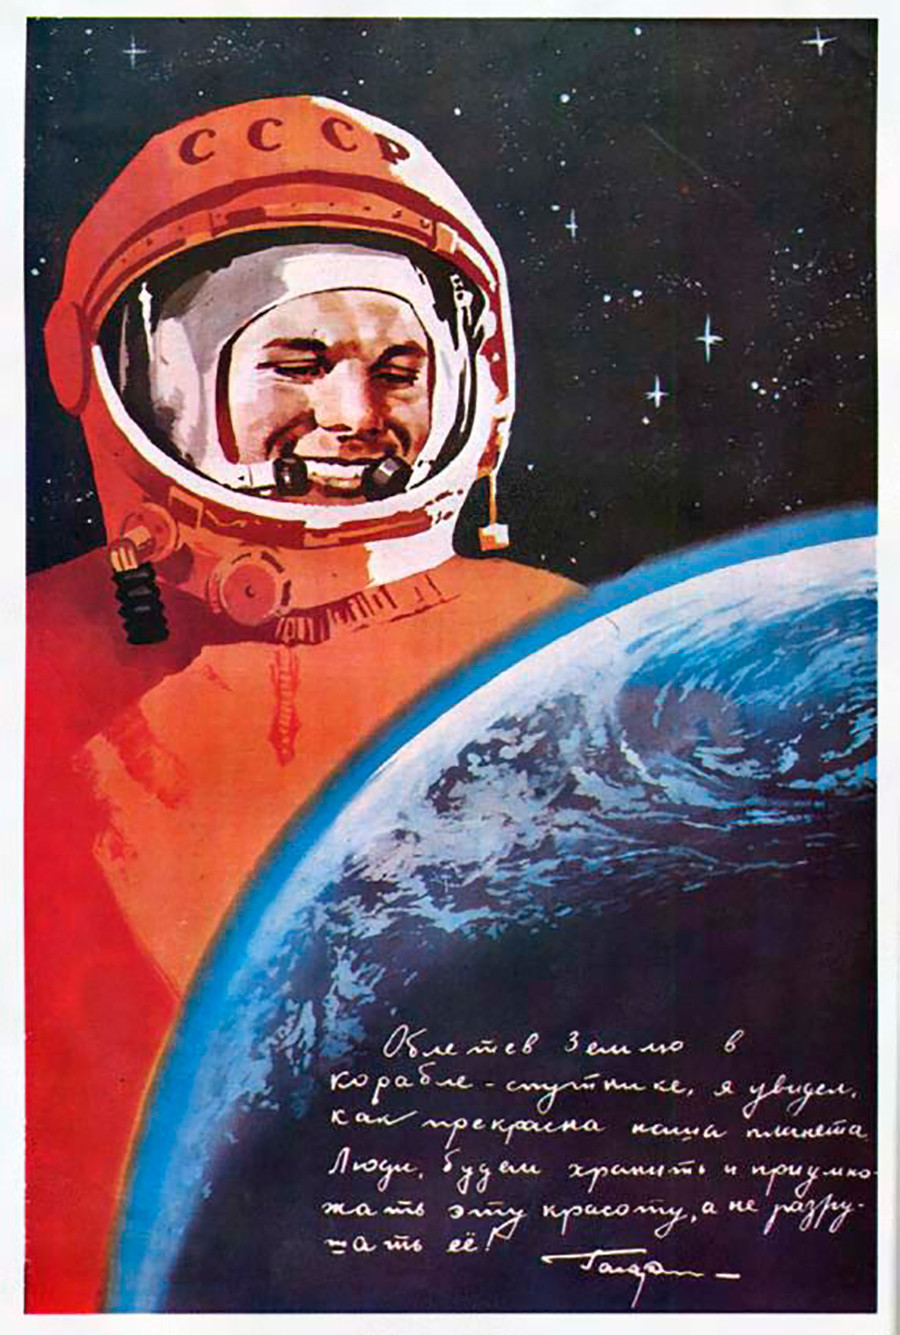 СССР
Облетев Землю в
корабле-спутнике, я увидел,
как прекрасна наша планета
Люди, будем хранить и приумно-
жать эту красоту, а не разру-
шать её!
Гагарин